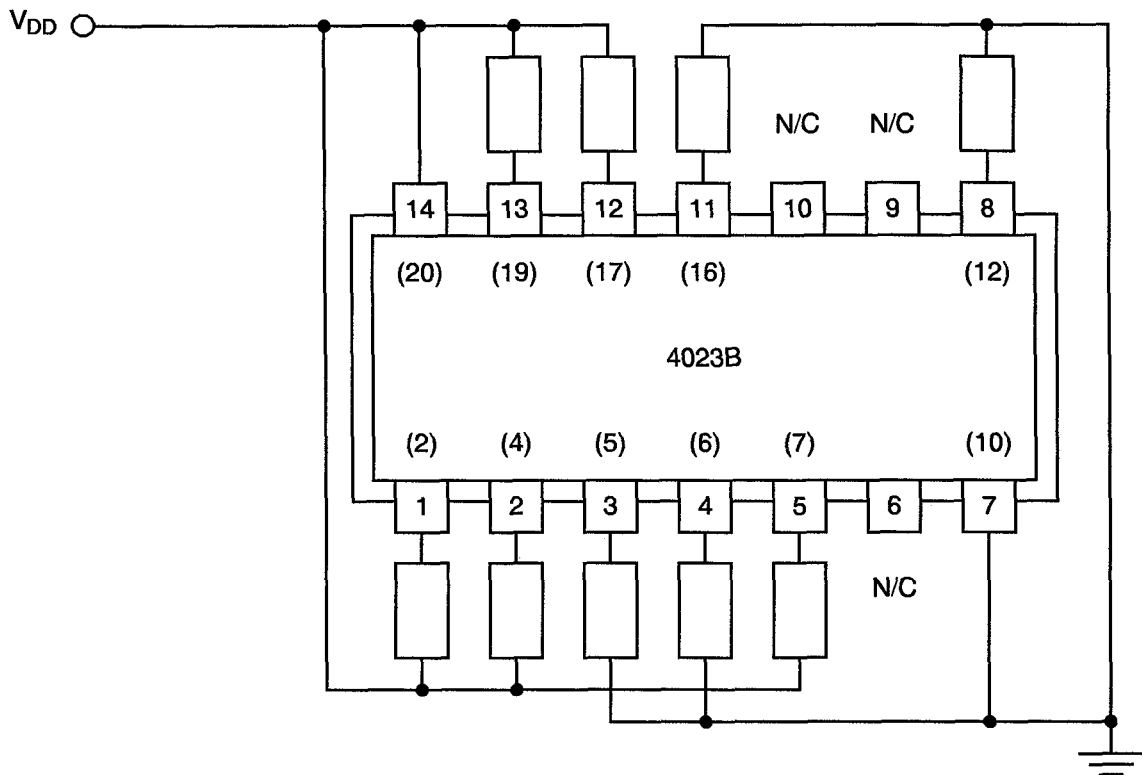 VDD
N/C N/C
14 13 12 11 10 9 8
(20) (19) (17) (16) (12)
4023B
(2) (4) (5) (6) (7) (10)
1 2 3 4 5 6 7
N/C